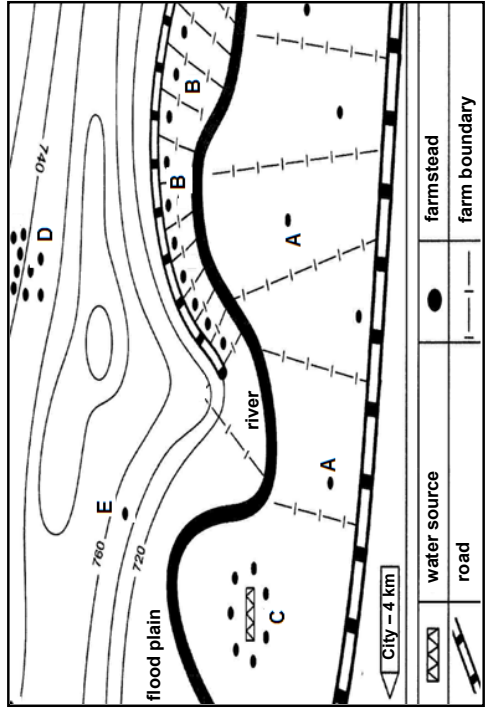 740
D
B
B
A
E
760
720
river
A
flood plain
C
City – 4 km
water source
farmstead
road
farm boundary